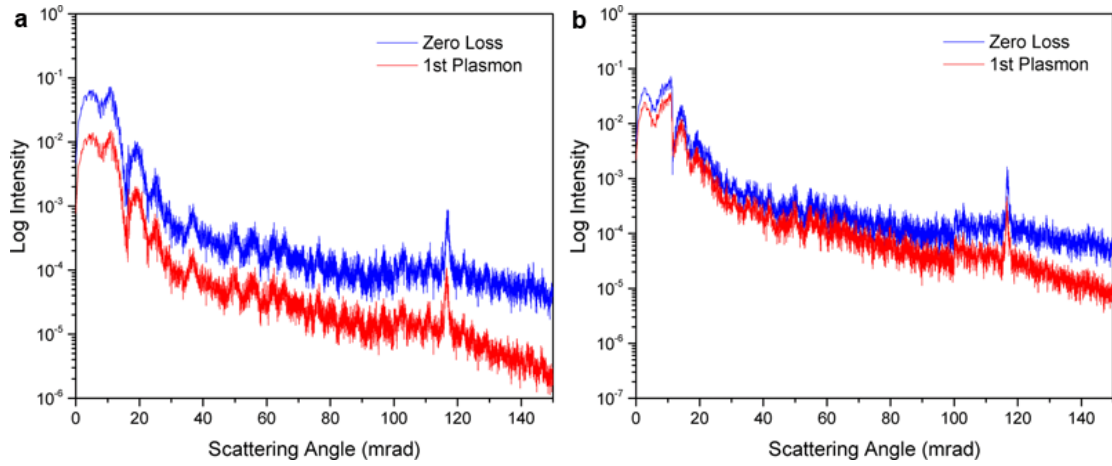 a
10^0
10^-1
10^-2
10^-3
10^-4
10^-5
10^-6
Log Intensity
Zero Loss
1st Plasmon
0 20 40 60 80 100 120 140
Scattering Angle (mrad)
b
10^0
10^-1
10^-2
10^-3
10^-4
10^-5
10^-6
10^-7
Log Intensity
Zero Loss
1st Plasmon
0 20 40 60 80 100 120 140
Scattering Angle (mrad)